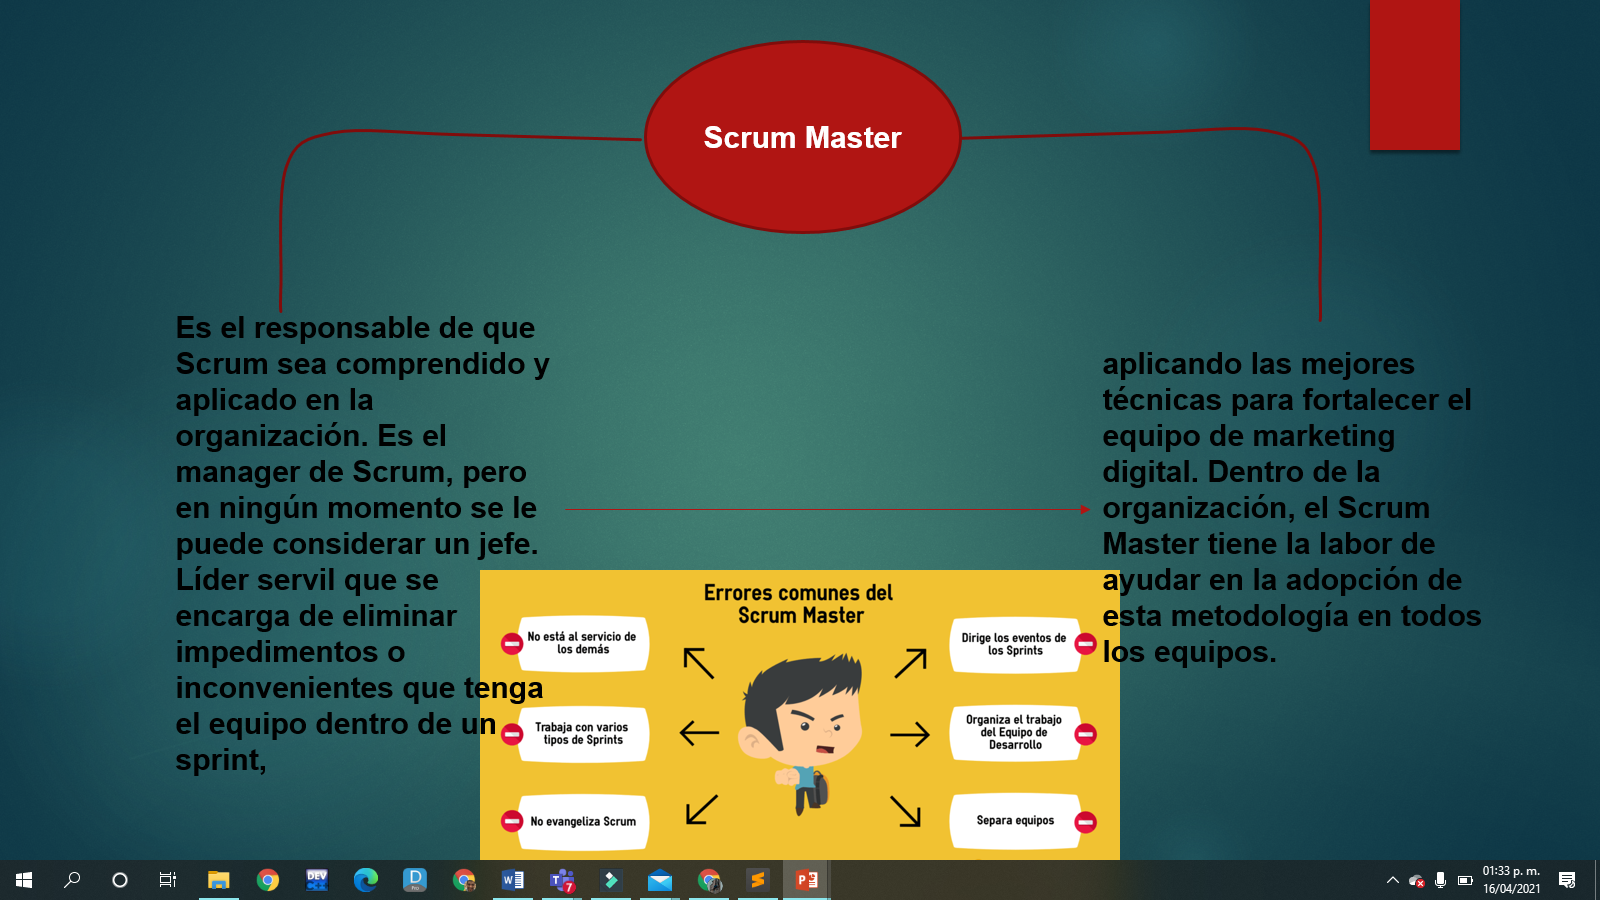 Scrum Master
Es el responsable de que
Scrum sea comprendido y
aplicado en la
organización. Es el
manager de Scrum, pero
en ningún momento se le
puede considerar un jefe.
Líder servil que se
encarga de eliminar
impedimentos o
inconvenientes que tenga
el equipo dentro de un
sprint,
aplicando las mejores
técnicas para fortalecer el
equipo de marketing
digital. Dentro de la
organización, el Scrum
Master tiene la labor de
ayudar en la adopción de
esta metodología en todos
los equipos.
Errores comunes del
Scrum Master
No está al servicio de
los demás
Trabaja con varios
tipos de Sprints
No evangeliza Scrum
Dirige los eventos de
los Sprints
Organiza el trabajo
del Equipo de
Desarrollo
Separa equipos
DEV
D
Pro
W
7
S
P
01:33 p. m.
16/04/2021